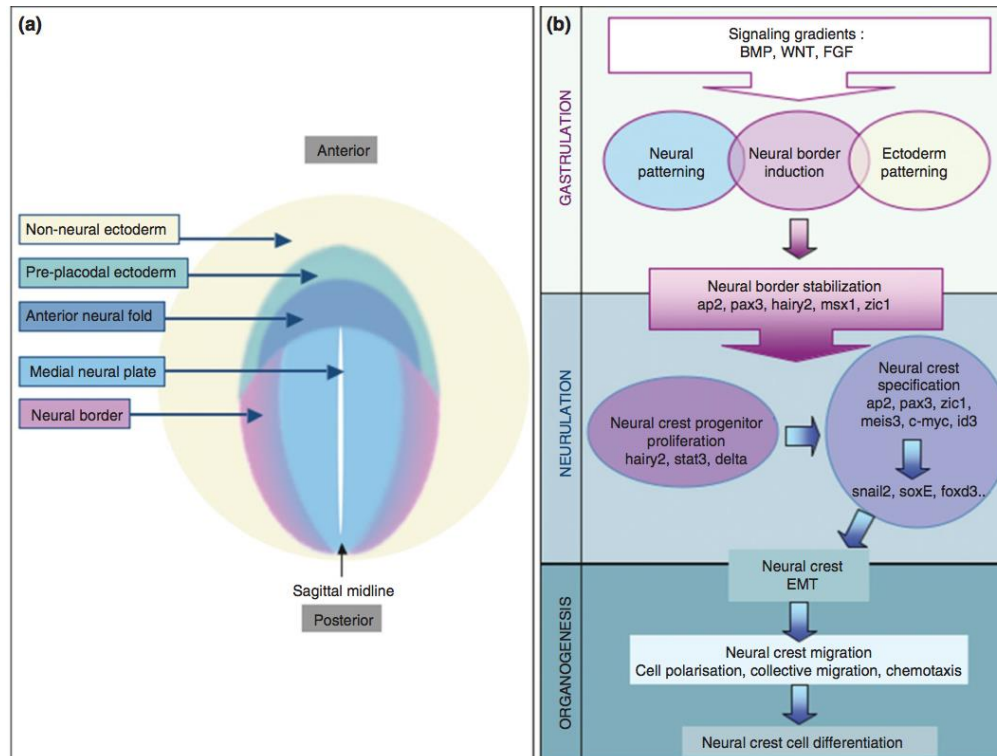 (a)
Anterior
Non-neural ectoderm
Pre-placodal ectoderm
Anterior neural fold
Medial neural plate
Neural border
Sagittal midline
Posterior
(b)
GASTRULATION
Signaling gradients :
BMP, WNT, FGF
Neural
patterning
Neural border
induction
Ectoderm
patterning
Neural border stabilization
ap2, pax3, hairy2, msx1, zic1
NEURULATION
Neural crest progenitor
proliferation
hairy2, stat3, delta
Neural crest
specification
ap2, pax3, zic1,
meis3, c-myc, id3
snail2, soxE, foxd3..
ORGANOGENESIS
Neural crest
EMT
Neural crest migration
Cell polarisation, collective migration, chemotaxis
Neural crest cell differentiation